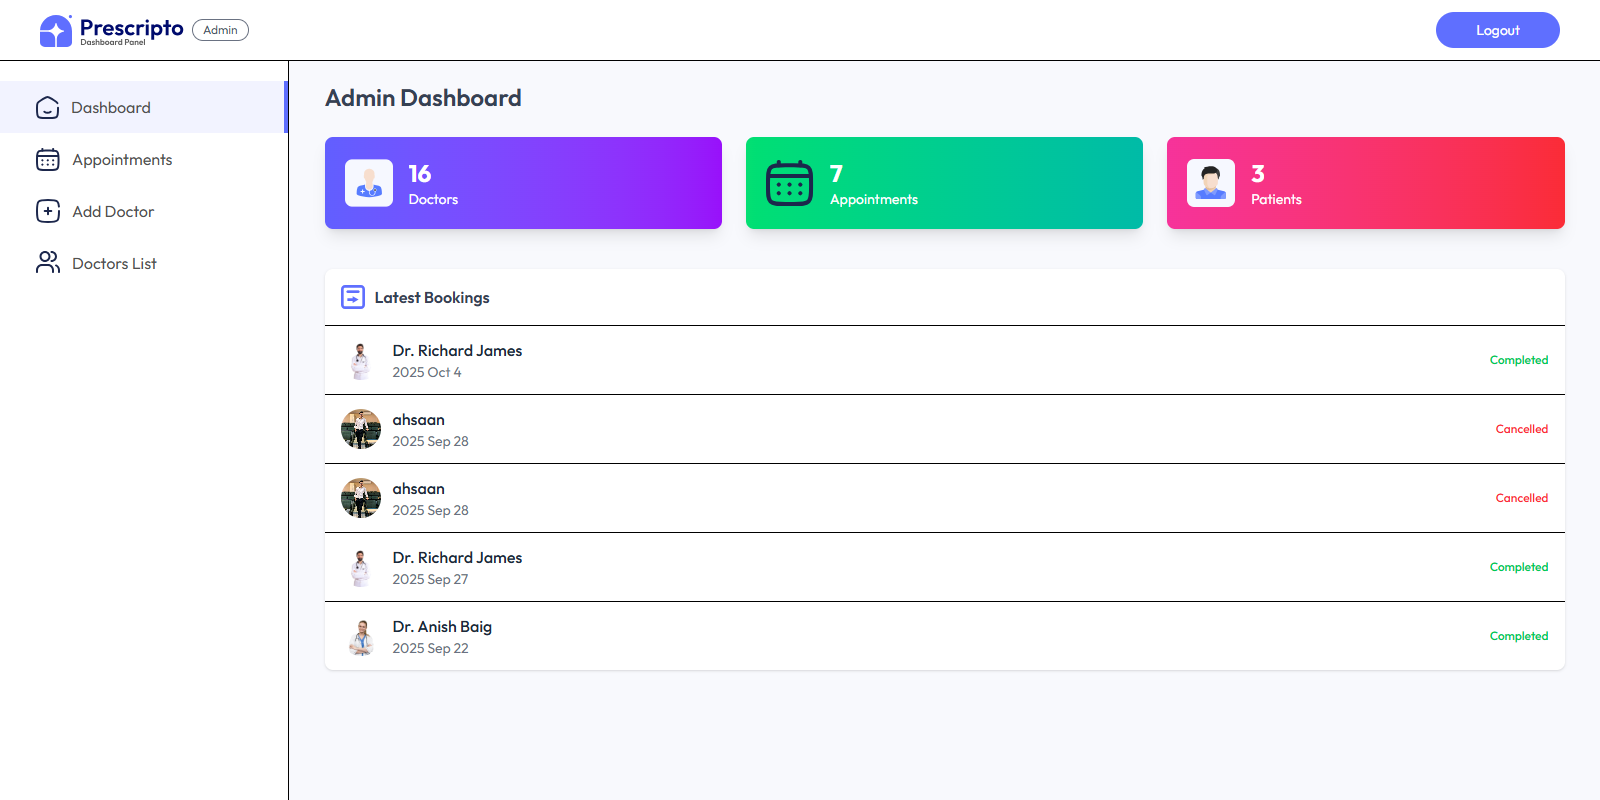 Prescripto
Dashboard Panel
Admin
Logout
Dashboard
Appointments
Add Doctor
Doctors List
Admin Dashboard
16
Doctors
7
Appointments
3
Patients
Latest Bookings
Dr. Richard James
2025 Oct 4
Completed
ahsaan
2025 Sep 28
Cancelled
ahsaan
2025 Sep 28
Cancelled
Dr. Richard James
2025 Sep 27
Completed
Dr. Anish Baig
2025 Sep 22
Completed